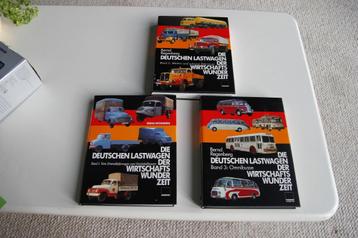 Bernd
Regenberg
DIE
DEUTSCHEN LASTWAGEN
DER
WIRTSCHAFTS
WUNDER
ZEIT
DIE
DEUTSCHEN LASTWAGEN
DER
WIRTSCHAFTS
WUNDER
ZEIT
Bernd
Regenberg
DIE
DEUTSCHEN LASTWAGEN
Band 3: Omnibusse
DER
WIRTSCHAFTS
WUNDER
ZEIT